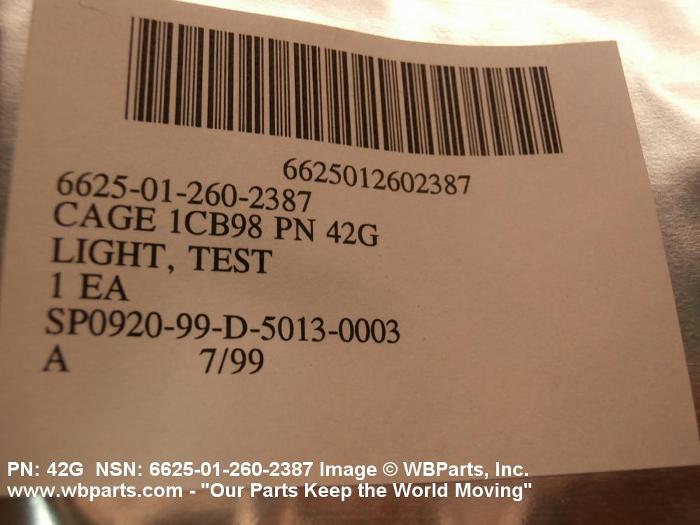 6625012602387
6625-01-260-2387
CAGE 1CB98 PN 42G
LIGHT, TEST
1 EA
SP0920-99-D-5013-0003
A 7/99
PN: 42G NSN: 6625-01-260-2387 Image © WBParts, Inc.
www.wbparts.com - "Our Parts Keep the World Moving"